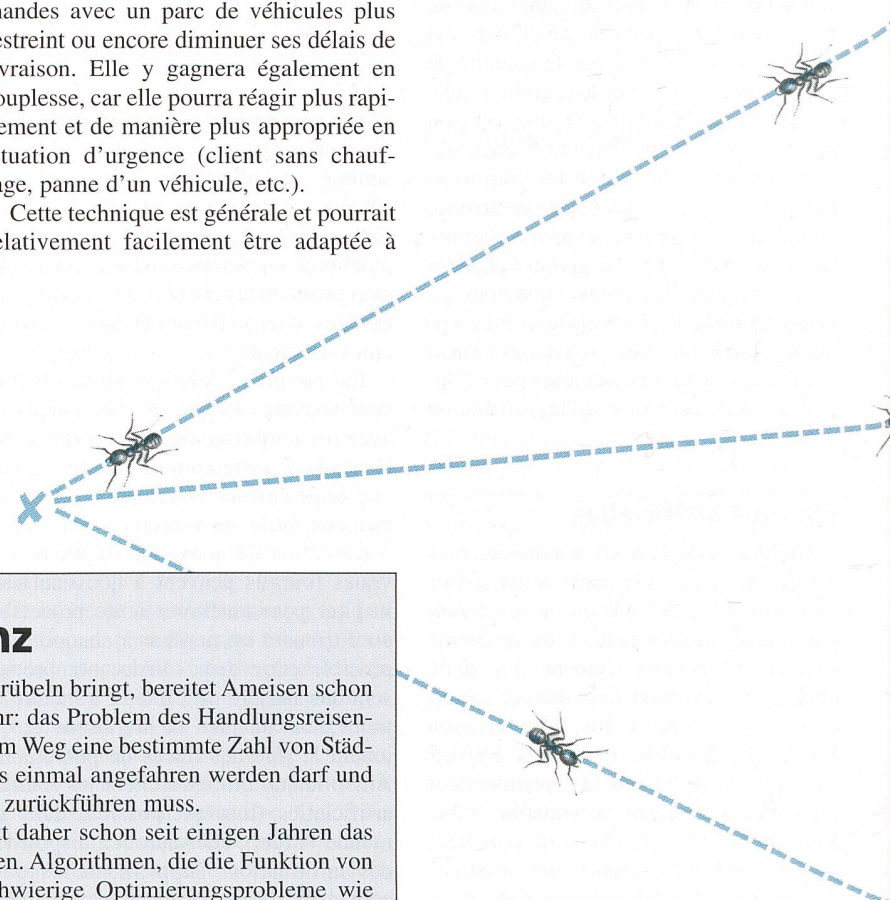 andes avec un parc de véhicules plus
estreint ou encore diminuer ses délais de
vraison. Elle y gagnera également en
ouplesse, car elle pourra réagir plus rapi-
ement et de manière plus appropriée en
tuation d'urgence (client sans chauf-
age, panne d'un véhicule, etc.).
Cette technique est générale et pourrait
elativement facilement être adaptée à
nz
rübeln bringt, bereitet Ameisen schon
hr: das Problem des Handlungsreisen-
m Weg eine bestimmte Zahl von Städ-
s einmal angefahren werden darf und
zurückführen muss.
kt daher schon seit einigen Jahren das
en. Algorithmen, die die Funktion von
hwierige Optimierungsprobleme wie